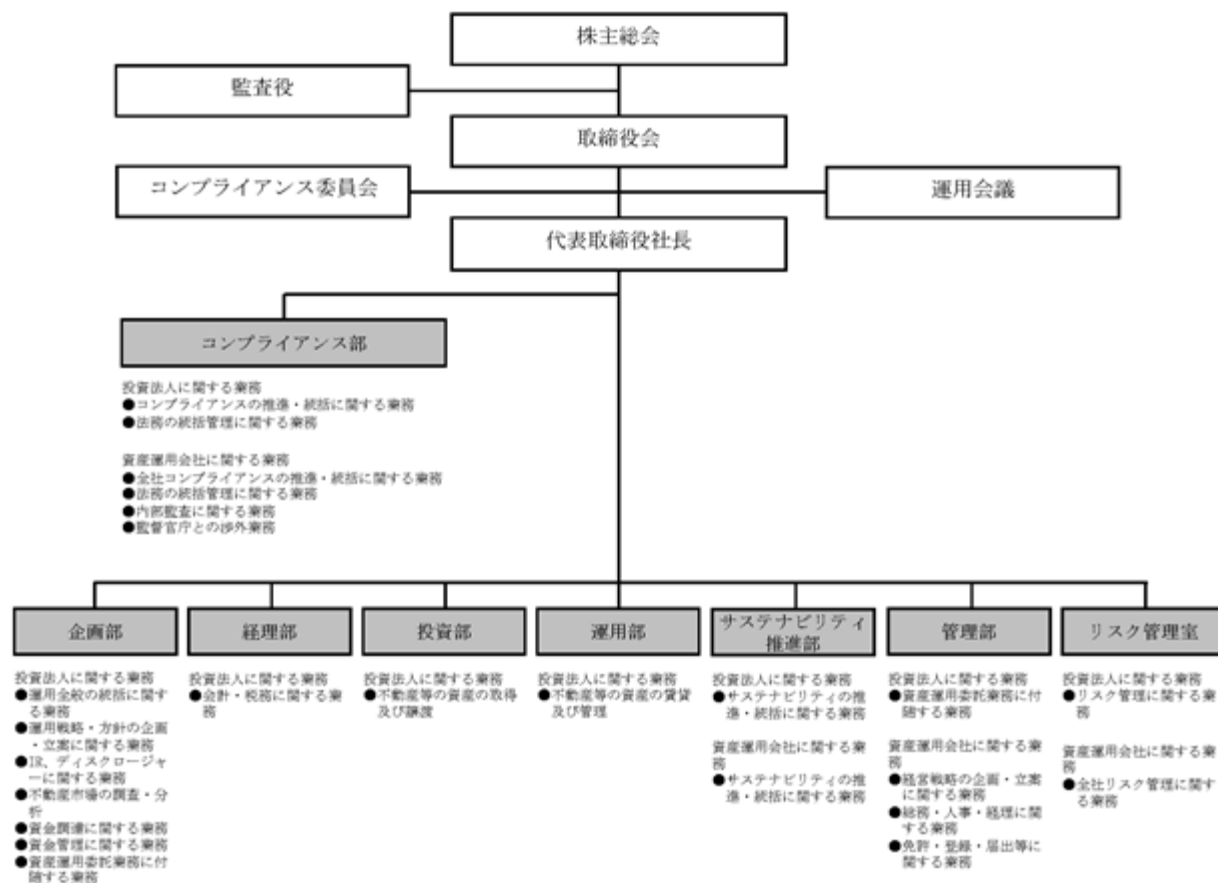 株主総会
監査役
取締役会
コンプライアンス委員会
運用会議
代表取締役社長
コンプライアンス部
投資法人に関する業務
●コンプライアンスの推進・統括に関する業務
●法務の統括管理に関する業務
資産運用会社に関する業務
●全社コンプライアンスの推進・統括に関する業務
●法務の統括管理に関する業務
●内部監査に関する業務
●監督官庁との渉外業務
企画部
投資法人に関する業務
●運用全般の統括に関す
る業務
●運用戦略・方針の企画
・立案に関する業務
●IR、ディスクロージャ
ーに関する業務
●不動産市場の調査・分
析
●資金調達に関する業務
●資金管理に関する業務
●資産運用委託業務に付
随する業務
経理部
投資法人に関する業務
●会計・税務に関する業
務
投資部
投資法人に関する業務
●不動産等の資産の取得
及び譲渡
運用部
投資法人に関する業務
●不動産等の資産の賃貸
及び管理
サステナビリティ
推進部
投資法人に関する業務
●サステナビリティの推
進・統括に関する業務
資産運用会社に関する業
務
●サステナビリティの推
進・統括に関する業務
管理部
投資法人に関する業務
●資産運用委託業務に付
随する業務
資産運用会社に関する業
務
●経営戦略の企画・立案
に関する業務
●総務・人事・経理に関
する業務
●免許・登録・届出等に
関する業務
リスク管理室
投資法人に関する業務
●リスク管理に関する業
務
資産運用会社に関する業
務
●全社リスク管理に関す
る業務